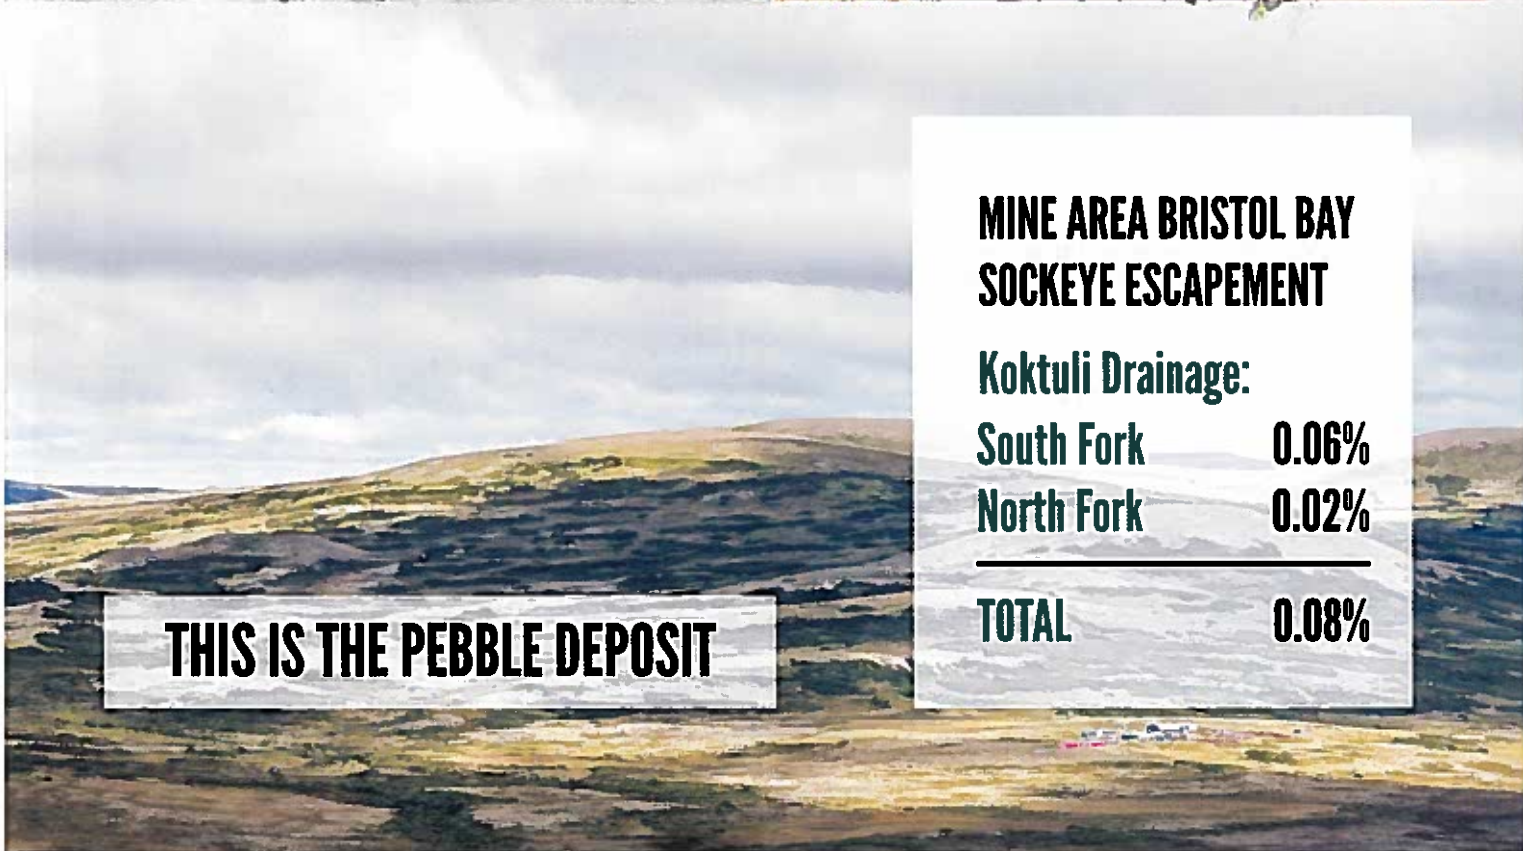 MINE AREA BRISTOL BAY
SOCKEYE ESCAPEMENT
Koktuli Drainage:
South Fork 0.06%
North Fork 0.02%
TOTAL 0.08%
THIS IS THE PEBBLE DEPOSIT